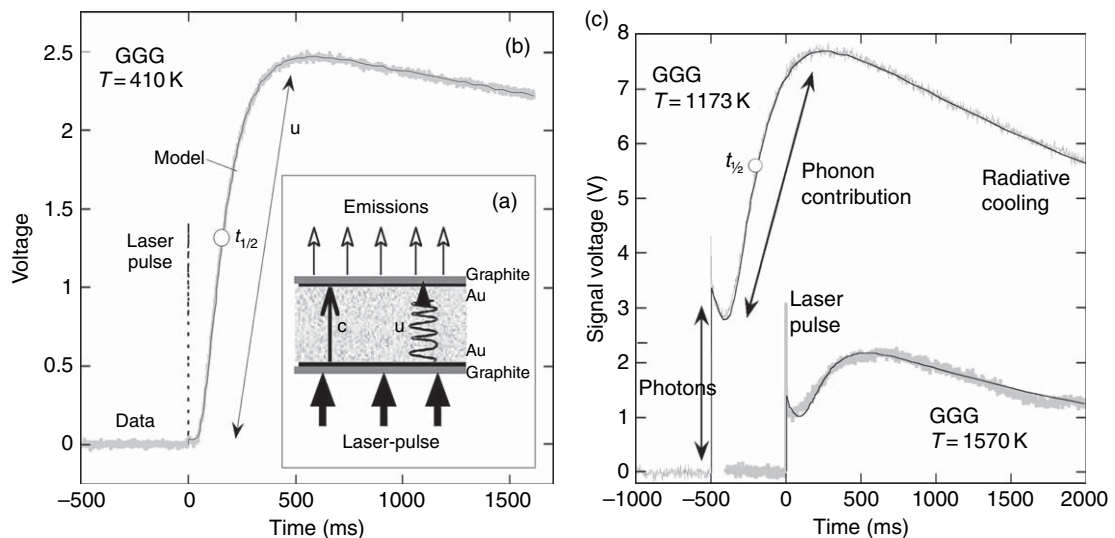 (b)
GGG
T = 410 K
2.5
2
1.5
1
0.5
0
Voltage
Model
u
t1/2
Laser
pulse
Data
−500
0
500
1000
1500
Time (ms)
(a)
Emissions
Graphite
Au
c
u
Au
Graphite
Laser-pulse
(c)
8
7
6
5
4
3
2
1
0
Signal voltage (V)
GGG
T = 1173 K
t½
Phonon
contribution
Radiative
cooling
Laser
pulse
Photons
GGG
T = 1570 K
−1000
−500
0
500
1000
1500
2000
Time (ms)